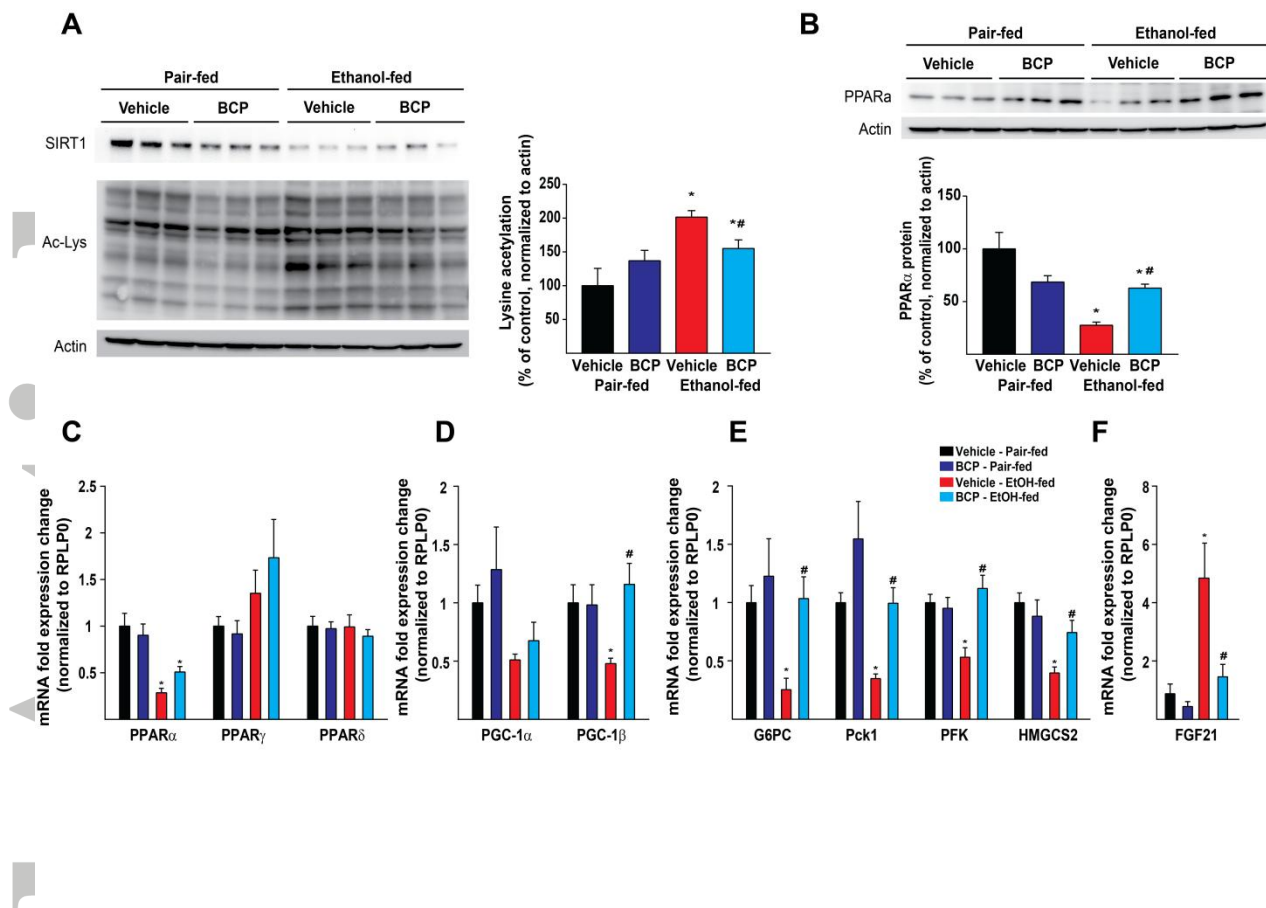 A
Pair-fed
Ethanol-fed
Vehicle
BCP
Vehicle
BCP
SIRT1
Ac-Lys
Actin
Lysine acetylation
(% of control, normalized to actin)
250
200
150
100
50
*
*#
Vehicle BCP Vehicle BCP
Pair-fed Ethanol-fed
B
Pair-fed
Ethanol-fed
Vehicle
BCP
Vehicle
BCP
PPARa
Actin
PPARα protein
(% of control, normalized to actin)
150
100
50
*
*#
Vehicle BCP Vehicle BCP
Pair-fed Ethanol-fed
C
mRNA fold expression change
(normalized to RPLP0)
2.5
2
1.5
1
0.5
*
*
PPARα PPARγ PPARδ
D
mRNA fold expression change
(normalized to RPLP0)
2
1.5
1
0.5
*
#
PGC-1α PGC-1β
E
Vehicle - Pair-fed
BCP - Pair-fed
Vehicle - EtOH-fed
BCP - EtOH-fed
mRNA fold expression change
(normalized to RPLP0)
2
1.5
1
0.5
*
#
*
#
*
#
*
#
G6PC Pck1 PFK HMGCS2
F
mRNA fold expression change
(normalized to RPLP0)
8
6
4
2
*
#
FGF21